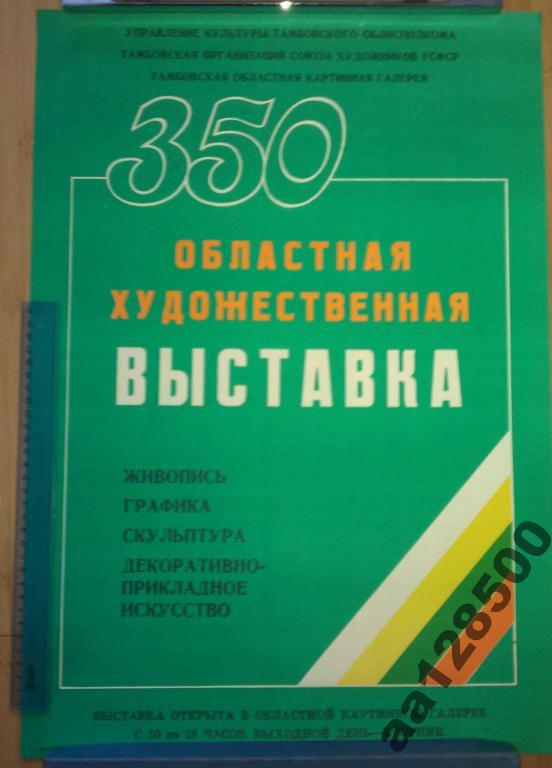 УПРАВЛЕНИЕ КУЛЬТУРЫ ТАМБОВСКОГО ОБЛИСПОЛКОМА
ТАМБОВСКАЯ ОРГАНИЗАЦИЯ СОЮЗА ХУДОЖНИКОВ РСФСР
ТАМБОВСКАЯ ОБЛАСТНАЯ КАРТИННАЯ ГАЛЕРЕЯ
350
ОБЛАСТНАЯ
ХУДОЖЕСТВЕННАЯ
ВЫСТАВКА
ЖИВОПИСЬ
ГРАФИКА
СКУЛЬПТУРА
ДЕКОРАТИВНО-
ПРИКЛАДНОЕ
ИСКУССТВО
ВЫСТАВКА ОТКРЫТА В ОБЛАСТНОЙ КАРТИННОЙ ГАЛЕРЕЕ
С 10 до 18 ЧАСОВ. ВЫХОДНОЙ ДЕНЬ—
aa128500